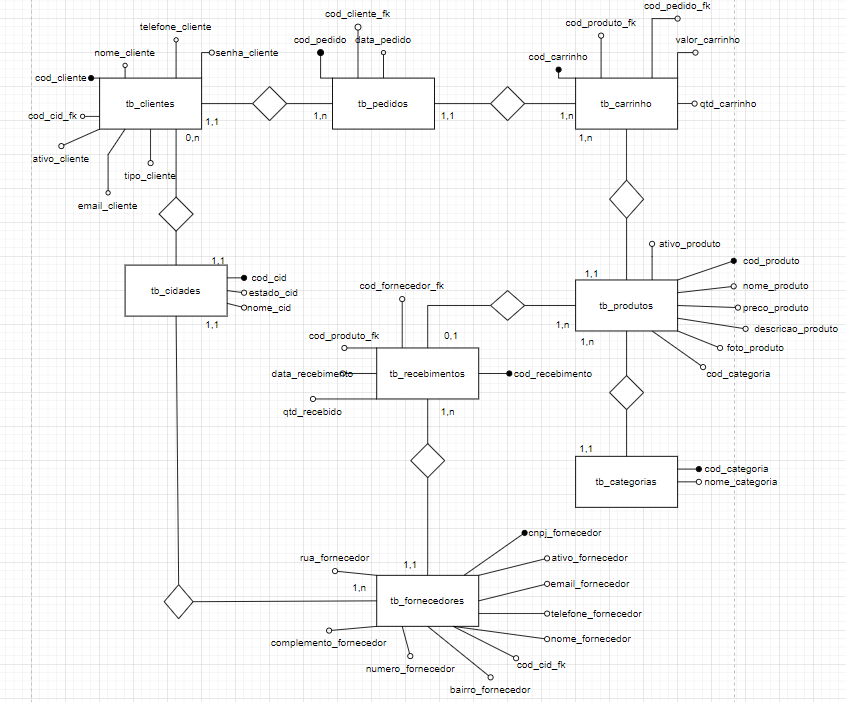 cod_pedido_fk
cod_cliente_fk
cod_produto_fk
telefone_cliente
cod_pedido
data_pedido
valor_carrinho
nome_cliente
senha_cliente
cod_carrinho
cod_cliente
tb_clientes
tb_pedidos
tb_carrinho
qtd_carrinho
cod_cid_fk
1,1
1,n
1,1
1,n
0,n
1,n
ativo_cliente
tipo_cliente
email_cliente
ativo_produto
1,1
cod_produto
1,1
cod_cid
cod_fornecedor_fk
nome_produto
tb_cidades
estado_cid
nome_cid
tb_produtos
preco_produto
1,1
1,n
descricao_produto
cod_produto_fk
0,1
1,n
foto_produto
data_recebimento
tb_recebimentos
cod_recebimento
cod_categoria
qtd_recebido
1,n
1,1
cod_categoria
tb_categorias
nome_categoria
cnpj_fornecedor
rua_fornecedor
1,1
ativo_fornecedor
1,n
email_fornecedor
tb_fornecedores
telefone_fornecedor
complemento_fornecedor
nome_fornecedor
numero_fornecedor
cod_cid_fk
bairro_fornecedor